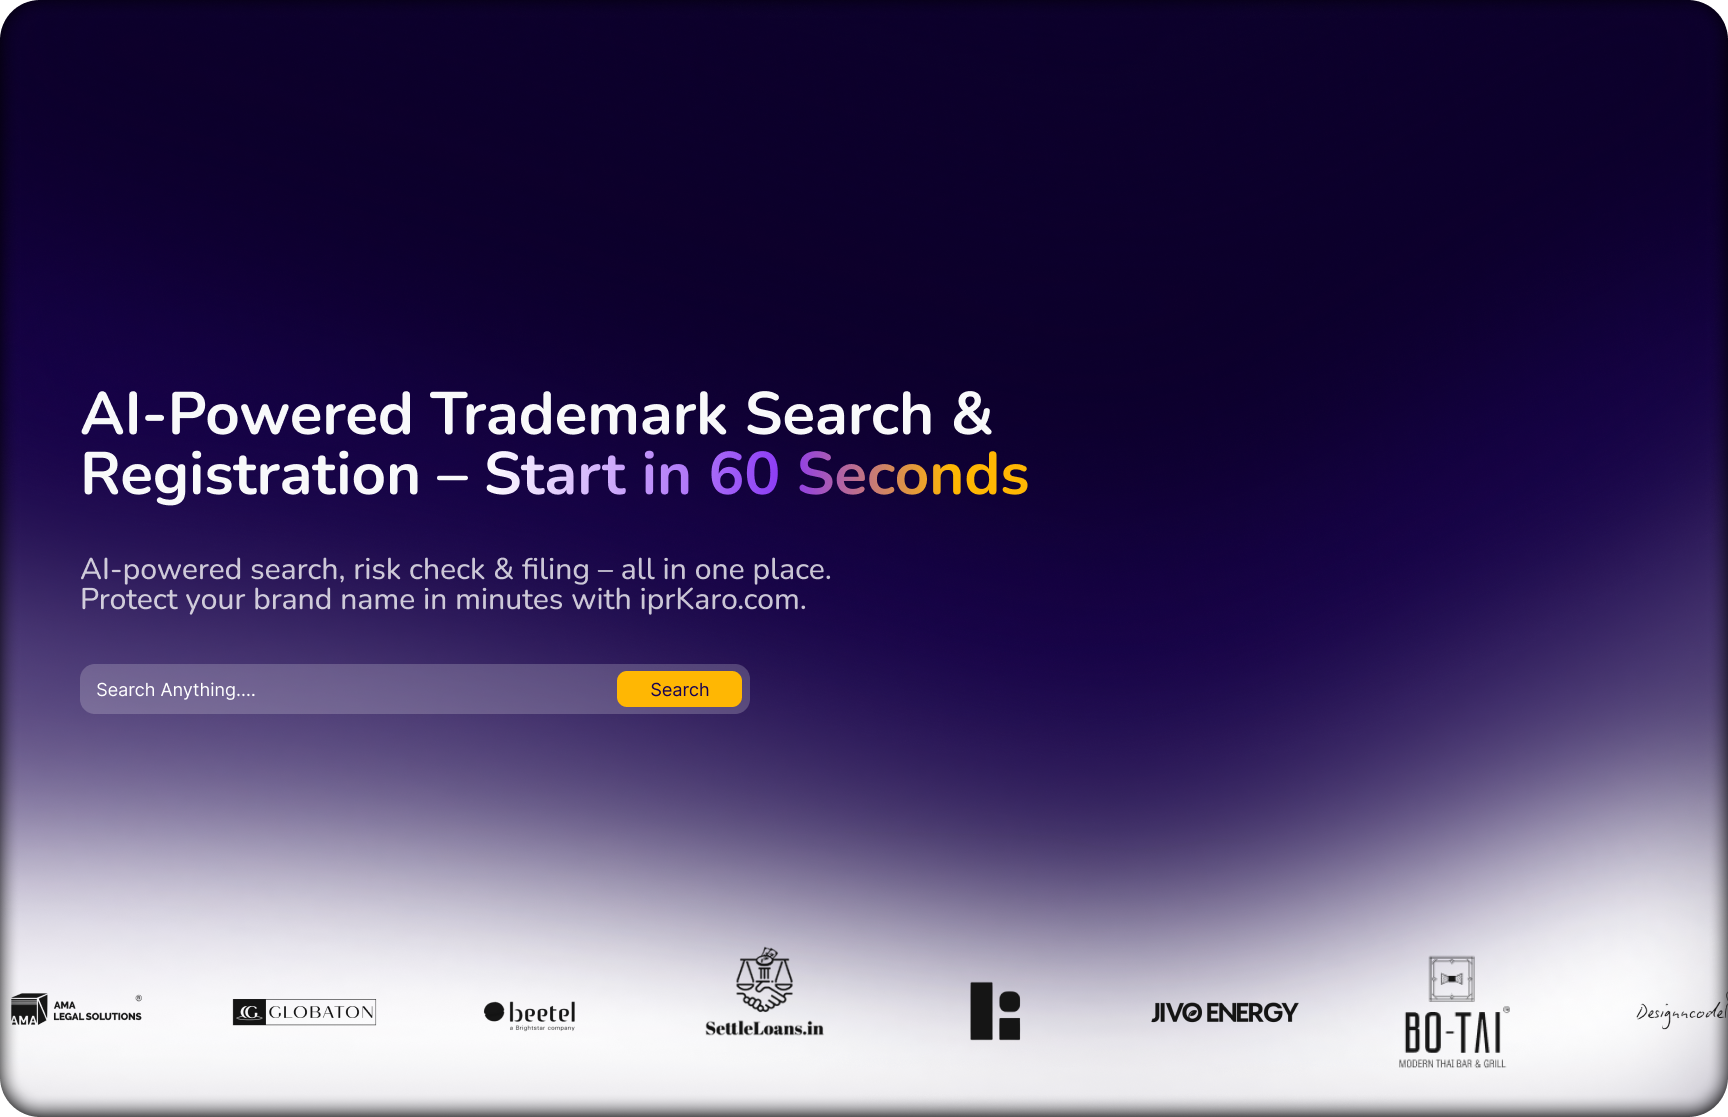 AI-Powered Trademark Search &
Registration – Start in 60 Seconds
AI-powered search, risk check & filing – all in one place.
Protect your brand name in minutes with iprKaro.com.
Search Anything....
Search
AMA
AMA
LEGAL SOLUTIONS
®
G GLOBATON
beetel
a Brightstar company
SettleLoans.in
JIVO ENERGY
BO-TAI
MODERN THAI BAR & GRILL
Designncode